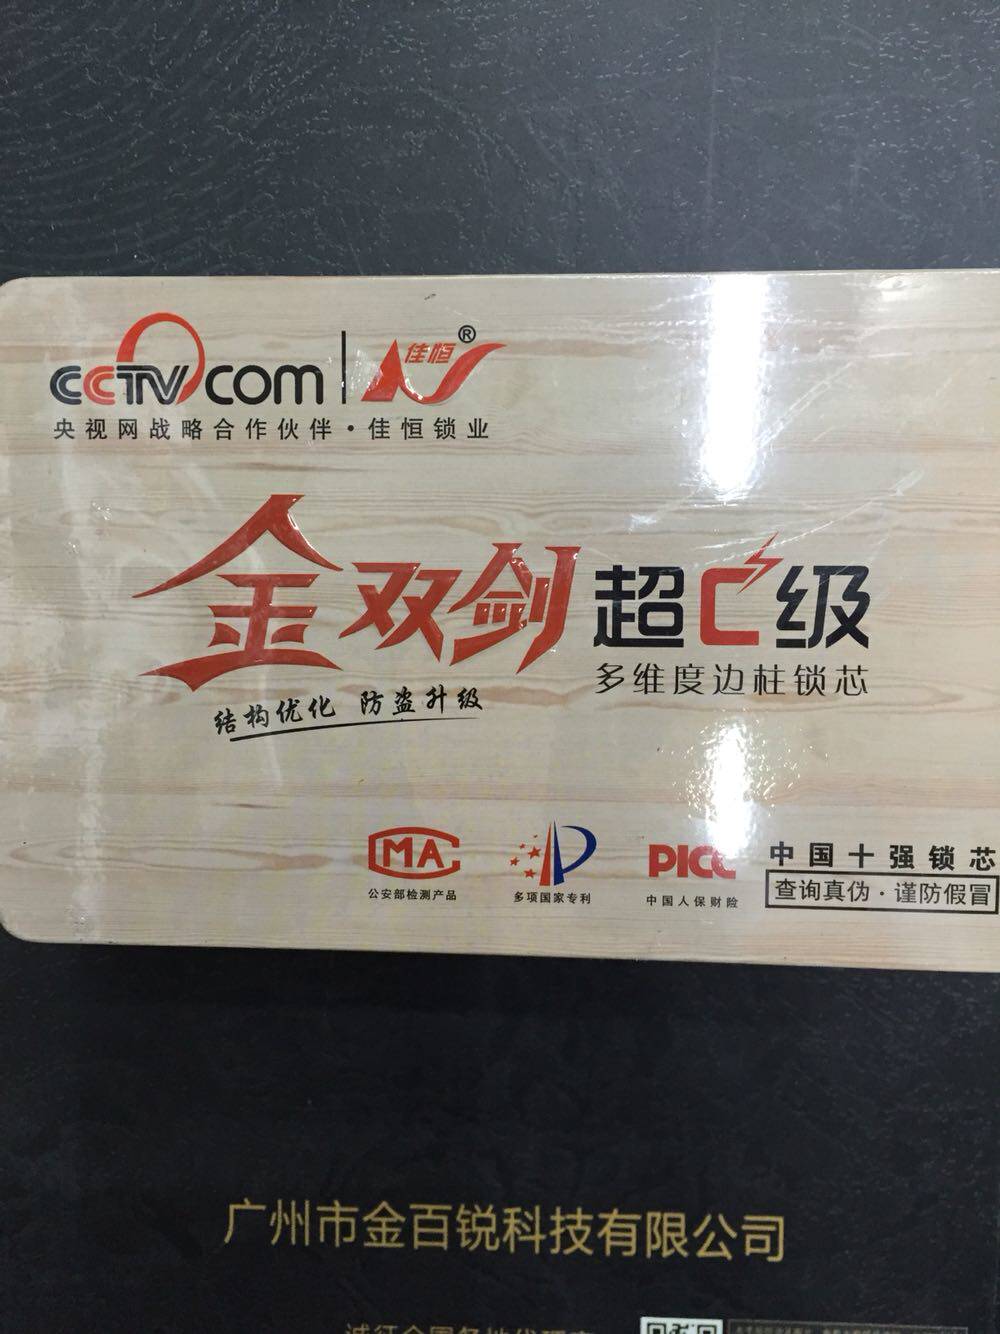 CCTV.com 佳恒®
央视网战略合作伙伴·佳恒锁业
金双剑 超C级
多维度边柱锁芯
结构优化 防盗升级
CMA
公安部检测产品
多项国家专利
PICC
中国人保财险
中国十强锁芯
查询真伪·谨防假冒
广州市金百锐科技有限公司